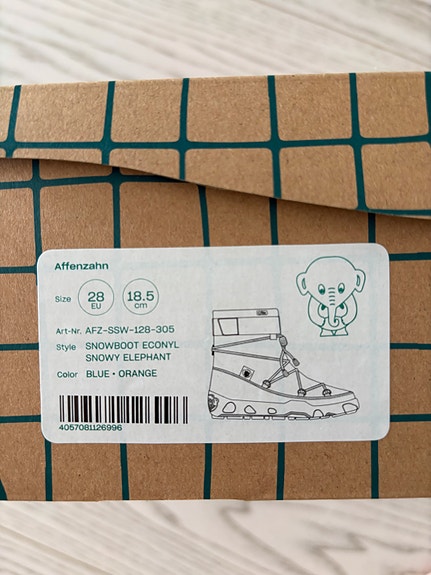 Affenzahn
Size 28 EU 18.5 cm
Art-Nr. AFZ-SSW-128-305
Style SNOWBOOT ECONYL
SNOWY ELEPHANT
Color BLUE • ORANGE
4057081126996